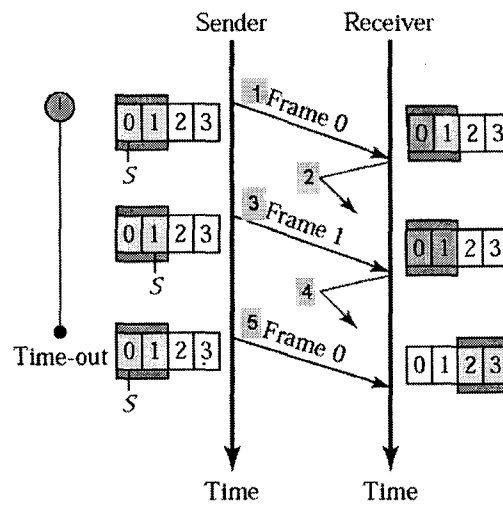 Sender Receiver
1 Frame 0
0 1 2 3
S
0 1 2 3
2
3 Frame 1
0 1 2 3
S
0 1 2 3
4
5 Frame 0
Time-out
0 1 2 3
S
0 1 2 3
Time Time